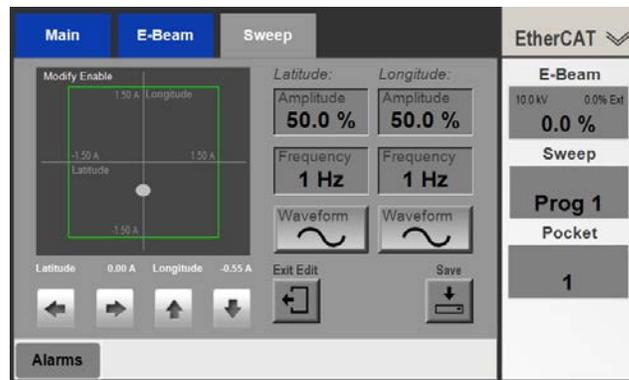 Main
E-Beam
Sweep
EtherCAT
Modify Enable
1.50 A Longitude
-1.50 A
1.50 A
Latitude
-1.50 A
Latitude 0.00 A Longitude -0.55 A
Latitude: Longitude:
Amplitude Amplitude
50.0 % 50.0 %
Frequency Frequency
1 Hz 1 Hz
Waveform Waveform
Exit Edit Save
E-Beam
10.0 kV 0.0% Ext
0.0 %
Sweep
Prog 1
Pocket
1
Alarms